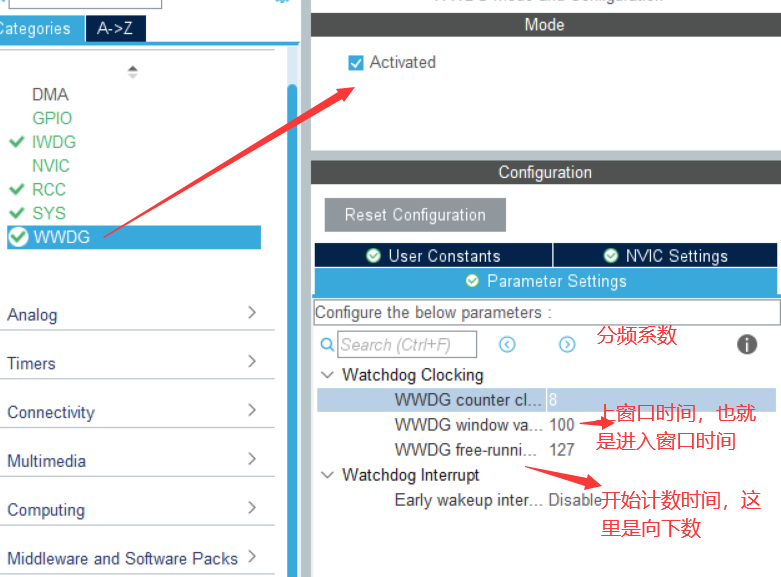 Categories
A->Z
DMA
GPIO
IWDG
NVIC
RCC
SYS
WWDG
Analog
Timers
Connectivity
Multimedia
Computing
Middleware and Software Packs
Mode
Activated
Configuration
Reset Configuration
User Constants
NVIC Settings
Parameter Settings
Configure the below parameters :
分频系数
Search (Ctrl+F)
Watchdog Clocking
WWDG counter cl... 8
WWDG window va... 100
上窗口时间，也就
是进入窗口时间
WWDG free-runni... 127
Watchdog Interrupt
Early wakeup inter... Disable
开始计数时间，这
里是向下数